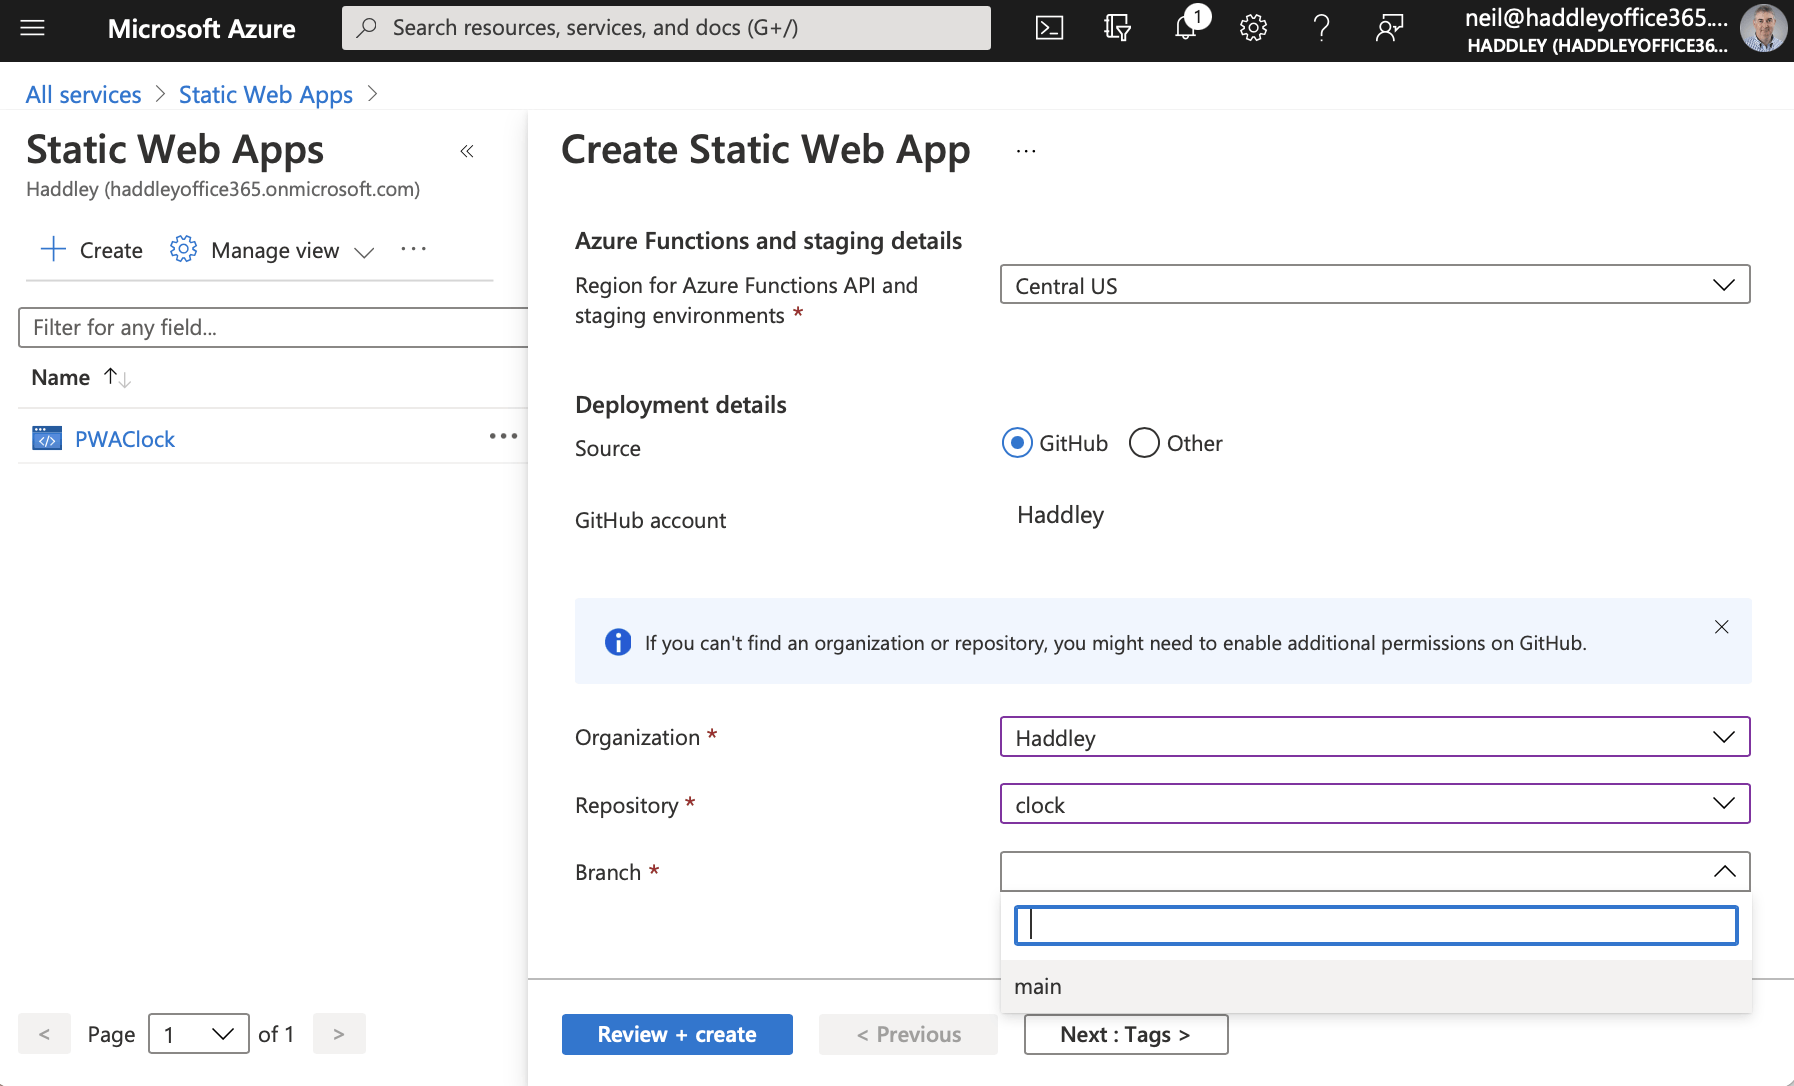 Microsoft Azure
Search resources, services, and docs (G+/)
1
neil@haddleyoffice365....
HADDLEY (HADDLEYOFFICE36...
All services > Static Web Apps >
Static Web Apps
«
Haddley (haddleyoffice365.onmicrosoft.com)
+ Create
Manage view
...
Filter for any field...
Name ↑↓
PWAClock
...
< Page 1 of 1 >
Create Static Web App
...
Azure Functions and staging details
Region for Azure Functions API and
staging environments *
Central US
Deployment details
Source
GitHub
Other
GitHub account
Haddley
If you can't find an organization or repository, you might need to enable additional permissions on GitHub.
Organization *
Haddley
Repository *
clock
Branch *
main
Review + create
< Previous
Next : Tags >